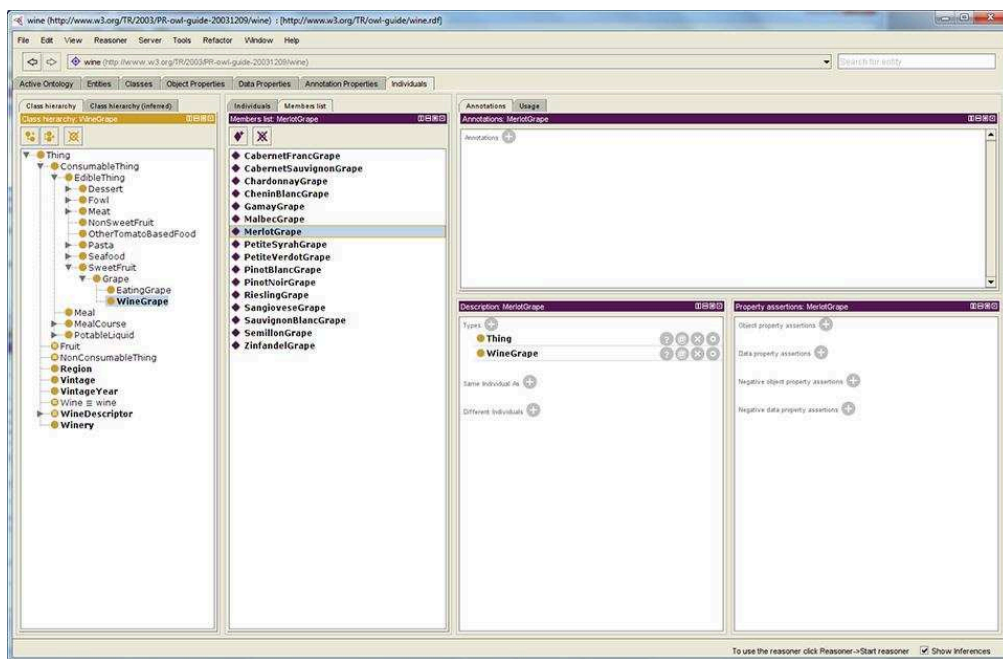 wine (http://www.w3.org/TR/2003/PR-owl-guide-20031209/wine) : [http://www.w3.org/TR/owl-guide/wine.rdf]
File Edit View Reasoner Server Tools Refactor Window Help
wine (http://www.w3.org/TR/2003/PR-owl-guide-20031209/wine)
Search for entity
Active Ontology Entities Classes Object Properties Data Properties Annotation Properties Individuals
Class hierarchy Class hierarchy (inferred)
Class hierarchy: WineGrape
Thing
ConsumableThing
EdibleThing
Dessert
Fowl
Meat
NonSweetFruit
OtherTomatoBasedFood
Pasta
Seafood
SweetFruit
Grape
EatingGrape
WineGrape
Meal
MealCourse
PotableLiquid
Fruit
NonConsumableThing
Region
Vintage
VintageYear
Wine ≡ wine
WineDescriptor
Winery
Individuals Members list
Members list: MerlotGrape
CabernetFrancGrape
CabernetSauvignonGrape
ChardonnayGrape
CheninBlancGrape
GamayGrape
MalbecGrape
MerlotGrape
PetiteSyrahGrape
PetiteVerdotGrape
PinotBlancGrape
PinotNoirGrape
RieslingGrape
SangioveseGrape
SauvignonBlancGrape
SemillonGrape
ZinfandelGrape
Annotations Usage
Annotations: MerlotGrape
Annotations
Description: MerlotGrape
Types
Thing
WineGrape
Same Individual As
Different Individuals
Property assertions: MerlotGrape
Object property assertions
Data property assertions
Negative object property assertions
Negative data property assertions
To use the reasoner click Reasoner->Start reasoner Show Inferences